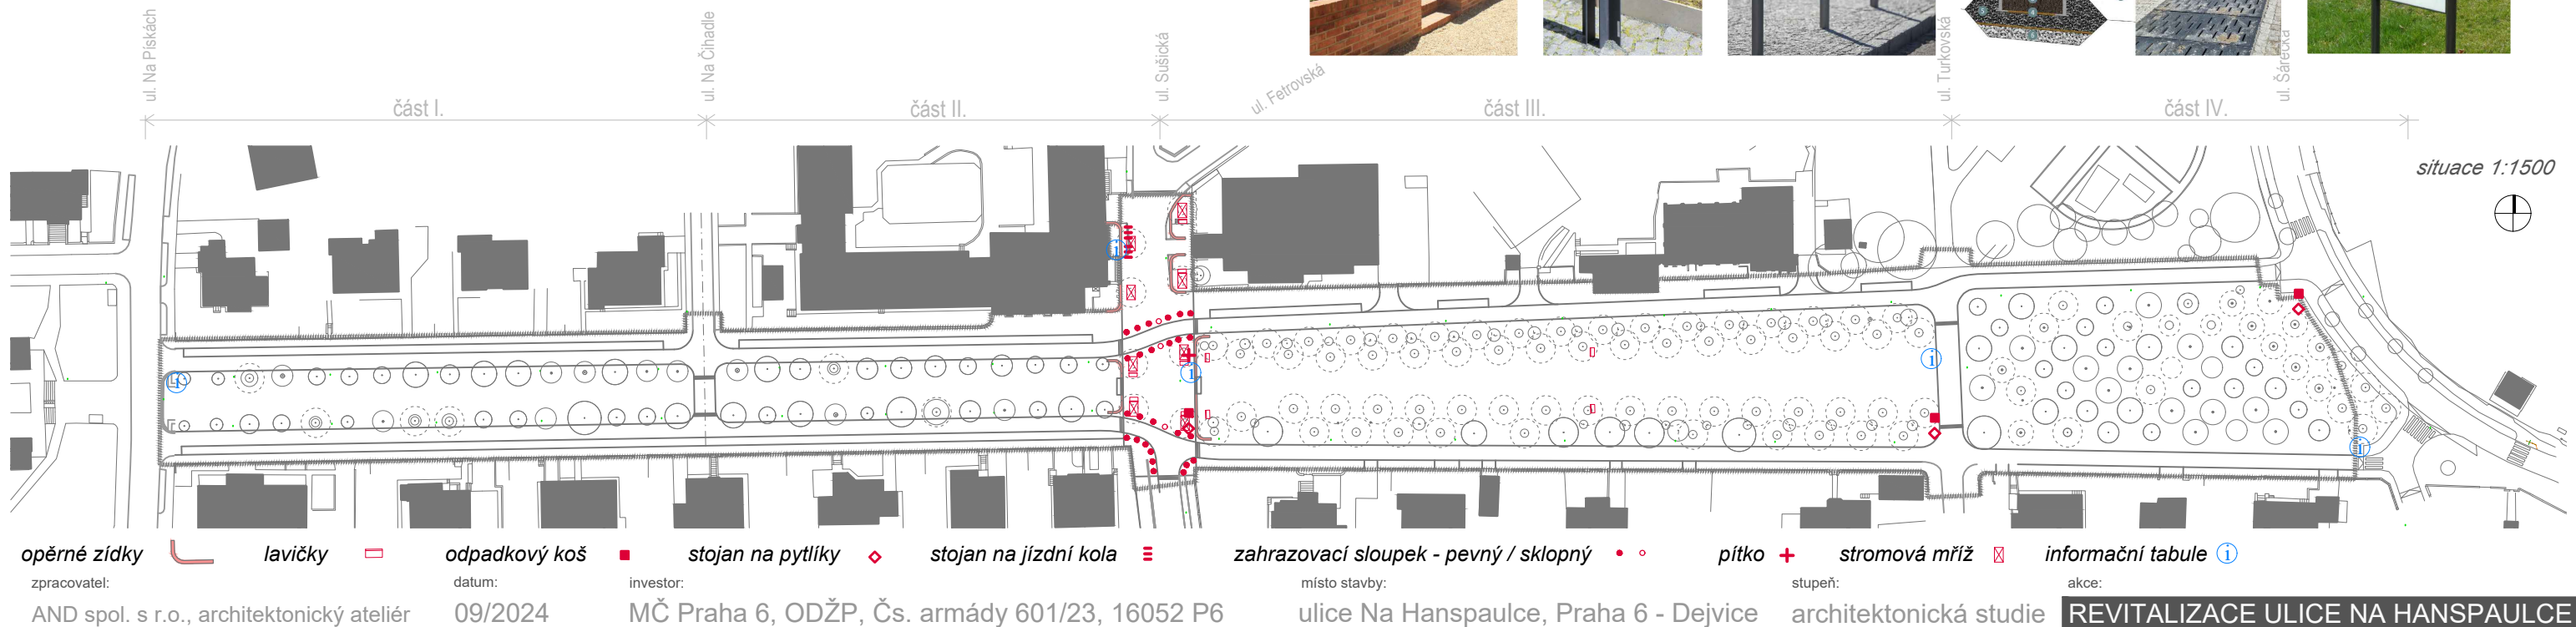 ul. Na Pískách
ul. Na Čihadle
ul. Sušická
ul. Fetrovská
ul. Turkovská
ul. Šárecká
část I.
část II.
část III.
část IV.
situace 1:1500
i
i
i
i
i
opěrné zídky lavičky odpadkový koš stojan na pytlíky stojan na jízdní kola zahrazovací sloupek - pevný / sklopný pítko stromová mříž informační tabule i
zpracovatel: datum: investor: místo stavby: stupeň: akce:
AND spol. s r.o., architektonický ateliér 09/2024 MČ Praha 6, ODŽP, Čs. armády 601/23, 16052 P6 ulice Na Hanspaulce, Praha 6 - Dejvice architektonická studie REVITALIZACE ULICE NA HANSPAULCE